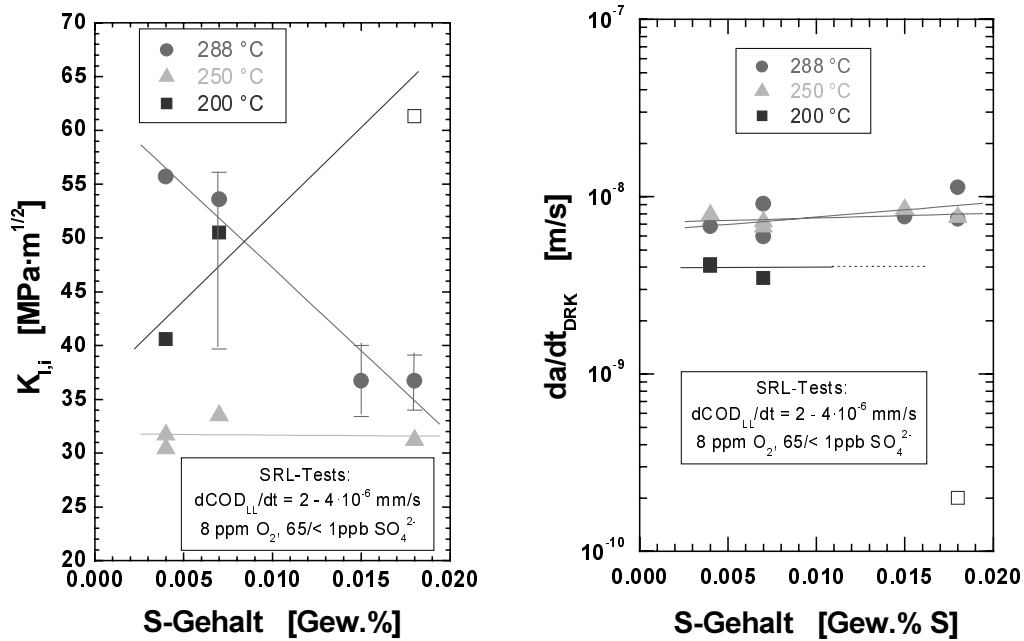 70
65
60
55
50
45
40
35
30
25
20
K_I,i [MPa·m^1/2]
288 °C
250 °C
200 °C
SRL-Tests:
dCOD_LL/dt = 2 - 4·10^-6 mm/s
8 ppm O_2, 65/< 1ppb SO_4^2-
0.000 0.005 0.010 0.015 0.020
S-Gehalt [Gew.%]
10^-7
10^-8
10^-9
10^-10
da/dt_DRK [m/s]
288 °C
250 °C
200 °C
SRL-Tests:
dCOD_LL/dt = 2 - 4·10^-6 mm/s
8 ppm O_2, 65/< 1ppb SO_4^2-
0.000 0.005 0.010 0.015 0.020
S-Gehalt [Gew.% S]